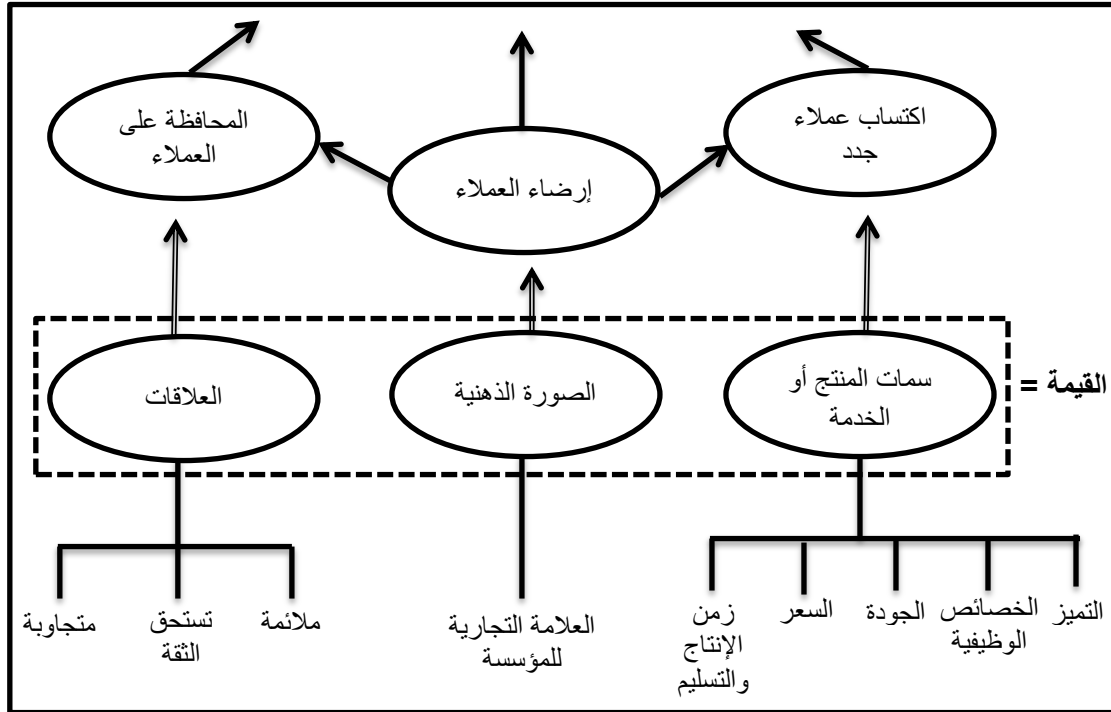 اكتساب عملاء
جدد
إرضاء العملاء
المحافظة على
العملاء
القيمة =
سمات المنتج أو
الخدمة
الصورة الذهنية
العلاقات
التميز
الخصائص
الوظيفية
الجودة
السعر
زمن
الإنتاج
والتسليم
العلامة التجارية
للمؤسسة
ملائمة
تستحق
الثقة
متجاوبة